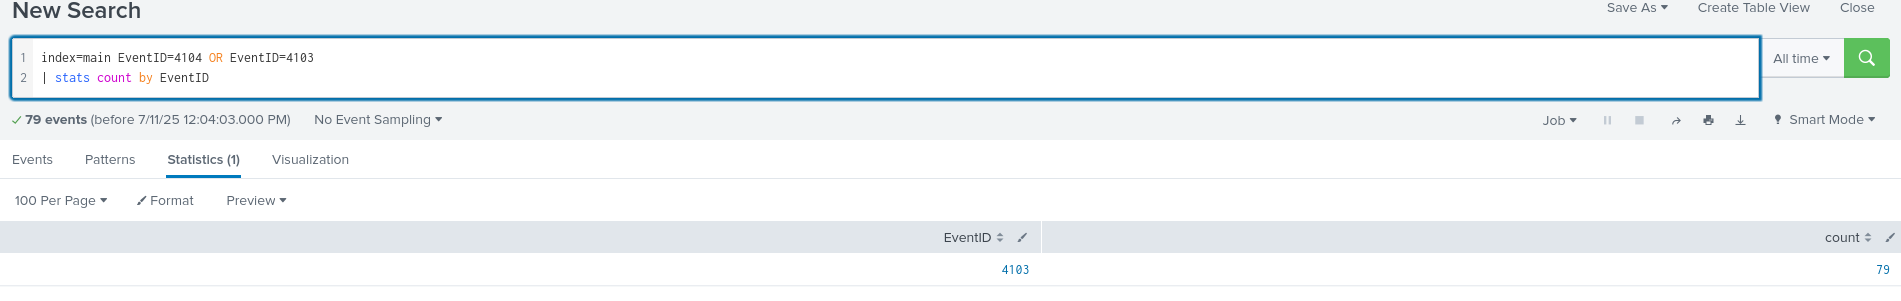 New Search
Save As Create Table View Close
1 index=main EventID=4104 OR EventID=4103
2 | stats count by EventID
All time
79 events (before 7/11/25 12:04:03.000 PM) No Event Sampling
Job Smart Mode
Events Patterns Statistics (1) Visualization
100 Per Page Format Preview
EventID count
4103 79